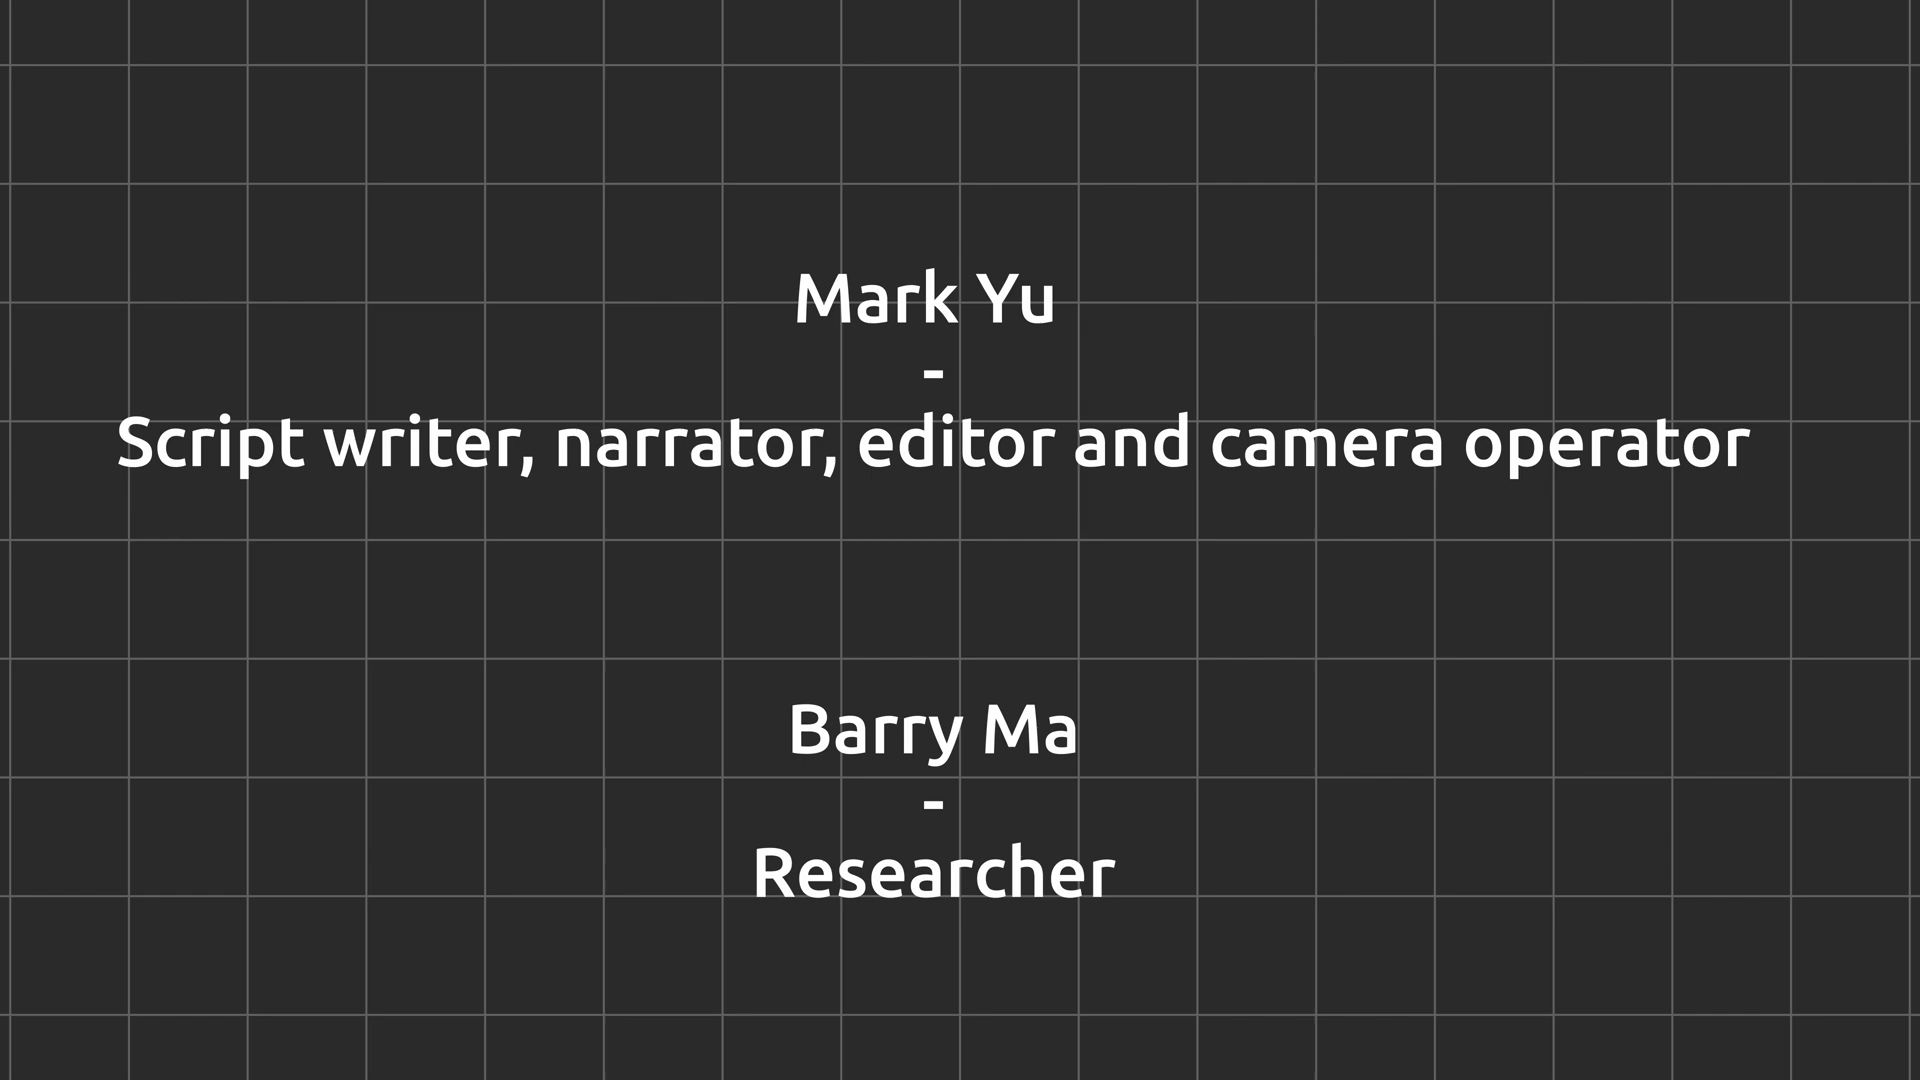 Mark Yu
-
Script writer, narrator, editor and camera operator
Barry Ma
-
Researcher